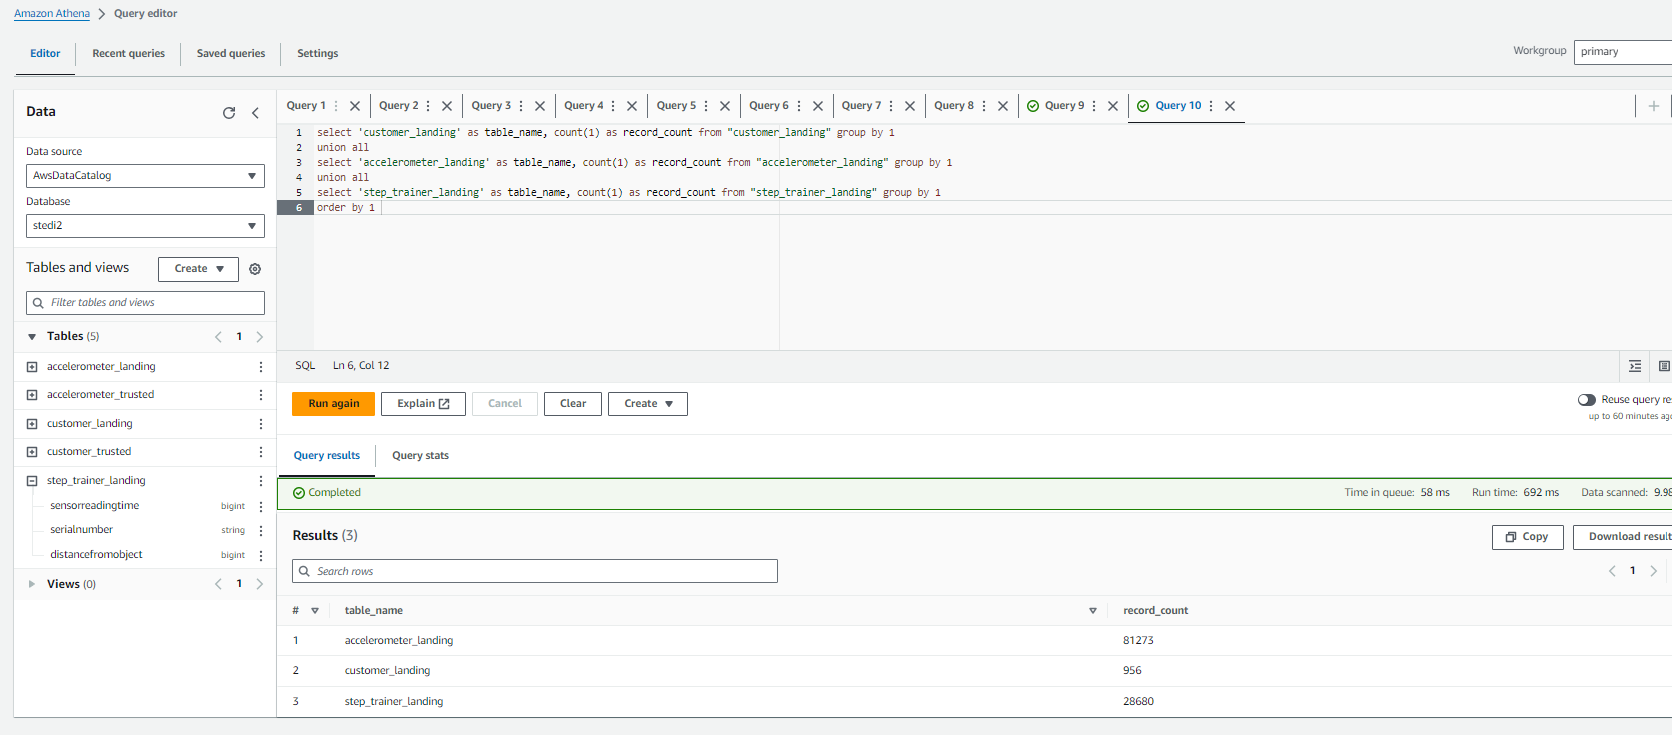 Amazon Athena > Query editor
Editor Recent queries Saved queries Settings
Workgroup primary
Data
Data source
AwsDataCatalog
Database
stedi2
Tables and views Create
Filter tables and views
Tables (5) < 1 >
accelerometer_landing
accelerometer_trusted
customer_landing
customer_trusted
step_trainer_landing
sensorreadingtime bigint
serialnumber string
distancefromobject bigint
Views (0) < 1 >
Query 1 Query 2 Query 3 Query 4 Query 5 Query 6 Query 7 Query 8 Query 9 Query 10
1 select 'customer_landing' as table_name, count(1) as record_count from "customer_landing" group by 1
2 union all
3 select 'accelerometer_landing' as table_name, count(1) as record_count from "accelerometer_landing" group by 1
4 union all
5 select 'step_trainer_landing' as table_name, count(1) as record_count from "step_trainer_landing" group by 1
6 order by 1
SQL Ln 6, Col 12
Run again Explain Cancel Clear Create
Reuse query res
up to 60 minutes ago
Query results Query stats
Completed Time in queue: 58 ms Run time: 692 ms Data scanned: 9.98
Results (3) Copy Download result
Search rows
< 1 >
# table_name record_count
1 accelerometer_landing 81273
2 customer_landing 956
3 step_trainer_landing 28680